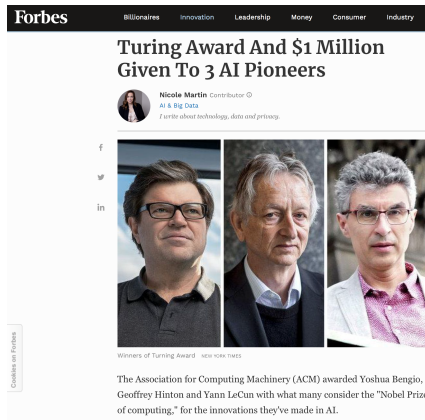 Forbes
Billionaires Innovation Leadership Money Consumer Industry
Turing Award And $1 Million
Given To 3 AI Pioneers
Nicole Martin Contributor
AI & Big Data
I write about technology, data and privacy.
Cookies on Forbes
Winners of Turning Award NEW YORK TIMES
The Association for Computing Machinery (ACM) awarded Yoshua Bengio,
Geoffrey Hinton and Yann LeCun with what many consider the "Nobel Prize
of computing," for the innovations they've made in AI.